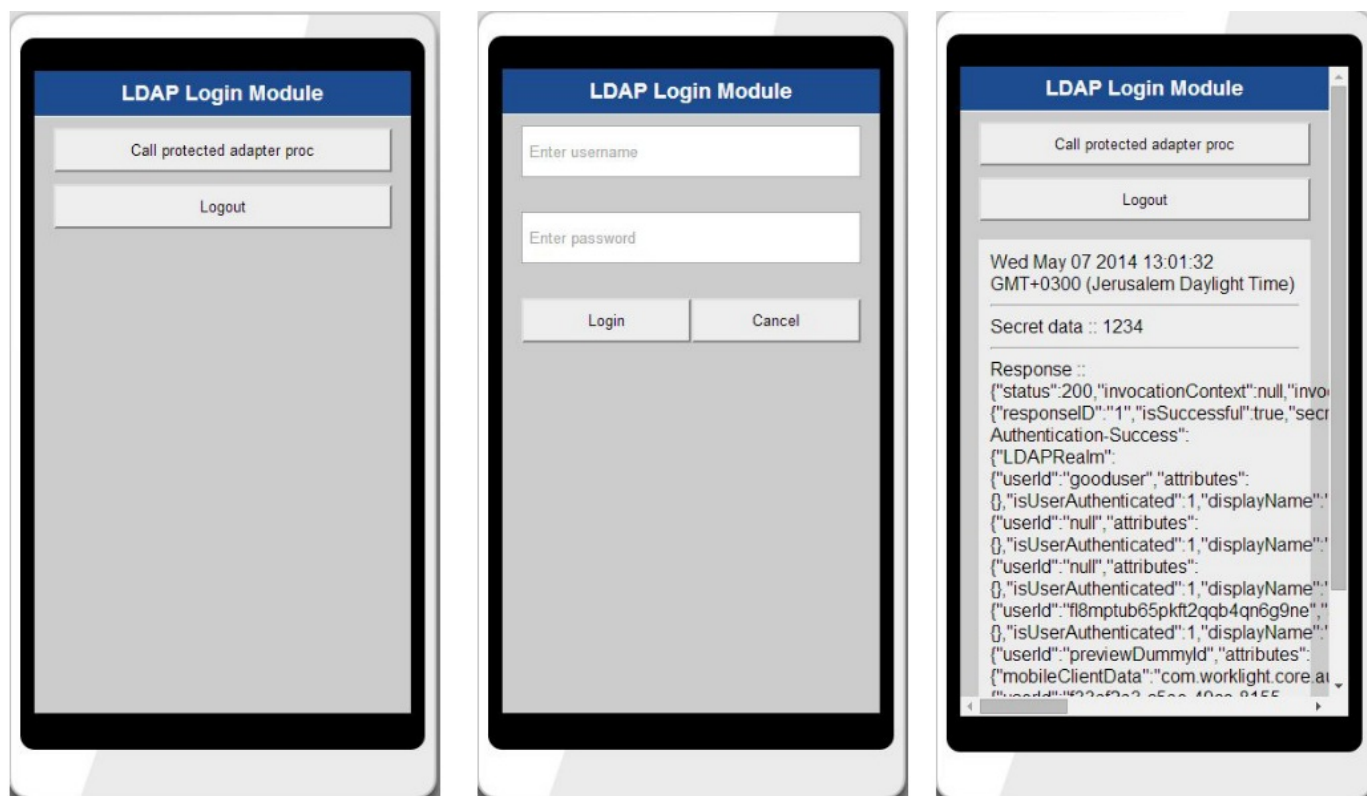 LDAP Login Module
Call protected adapter proc
Logout
LDAP Login Module
Enter username
Enter password
Login Cancel
LDAP Login Module
Call protected adapter proc
Logout
Wed May 07 2014 13:01:32
GMT+0300 (Jerusalem Daylight Time)
Secret data :: 1234
Response ::
{"status":200,"invocationContext":null,"invo
{"responseID":"1","isSuccessful":true,"secr
Authentication-Success":
{"LDAPRealm":
{"userId":"gooduser","attributes":
{},"isUserAuthenticated":1,"displayName":"
{"userId":"null","attributes":
{},"isUserAuthenticated":1,"displayName":"
{"userId":"null","attributes":
{},"isUserAuthenticated":1,"displayName":"
{"userId":"fl8mptub65pkft2qqb4qn6g9ne","
{},"isUserAuthenticated":1,"displayName":"
{"userId":"previewDummyId","attributes":
{"mobileClientData":"com.worklight.core.au